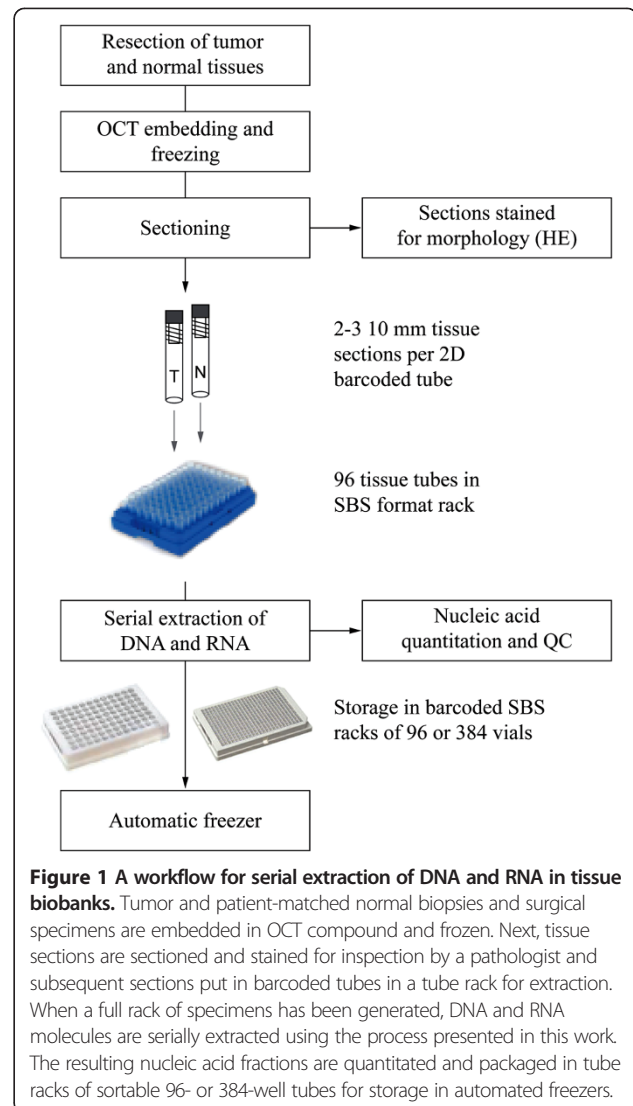 Resection of tumor
and normal tissues
OCT embedding and
freezing
Sectioning
Sections stained
for morphology (HE)
T
N
2-3 10 mm tissue
sections per 2D
barcoded tube
96 tissue tubes in
SBS format rack
Serial extraction of
DNA and RNA
Nucleic acid
quantitation and QC
Storage in barcoded SBS
racks of 96 or 384 vials
Automatic freezer
Figure 1 A workflow for serial extraction of DNA and RNA in tissue
biobanks. Tumor and patient-matched normal biopsies and surgical
specimens are embedded in OCT compound and frozen. Next, tissue
sections are sectioned and stained for inspection by a pathologist and
subsequent sections put in barcoded tubes in a tube rack for extraction.
When a full rack of specimens has been generated, DNA and RNA
molecules are serially extracted using the process presented in this work.
The resulting nucleic acid fractions are quantitated and packaged in tube
racks of sortable 96- or 384-well tubes for storage in automated freezers.